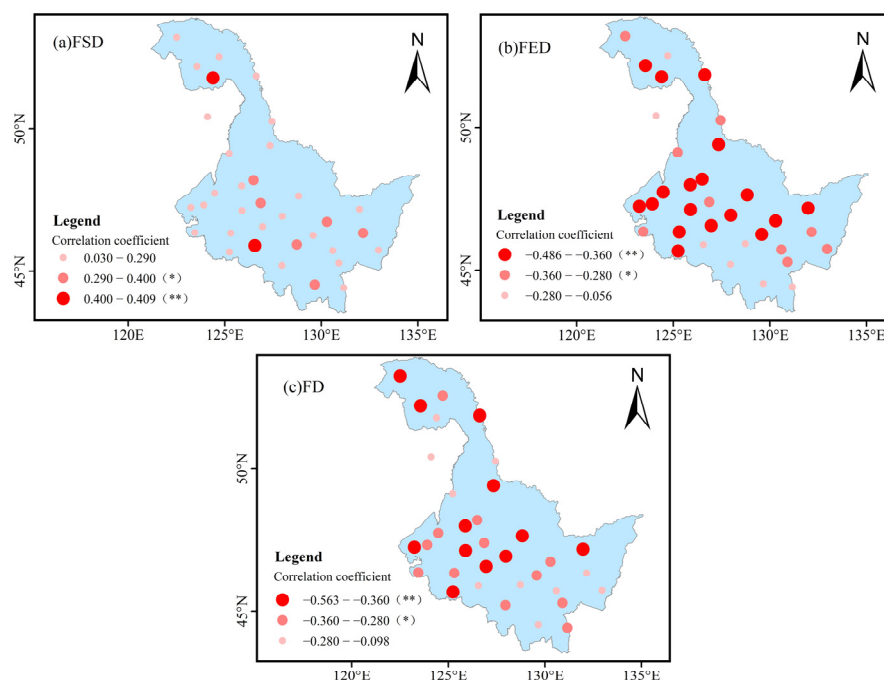 (a)FSD
N
50°N
45°N
Legend
Correlation coefficient
0.030 – 0.290
0.290 – 0.400 (*)
0.400 – 0.409 (**)
120°E 125°E 130°E 135°E
(b)FED
N
50°N
45°N
Legend
Correlation coefficient
−0.486 – −0.360 (**)
−0.360 – −0.280 (*)
−0.280 – −0.056
120°E 125°E 130°E 135°E
(c)FD
N
50°N
45°N
Legend
Correlation coefficient
−0.563 – −0.360 (**)
−0.360 – −0.280 (*)
−0.280 – −0.098
120°E 125°E 130°E 135°E